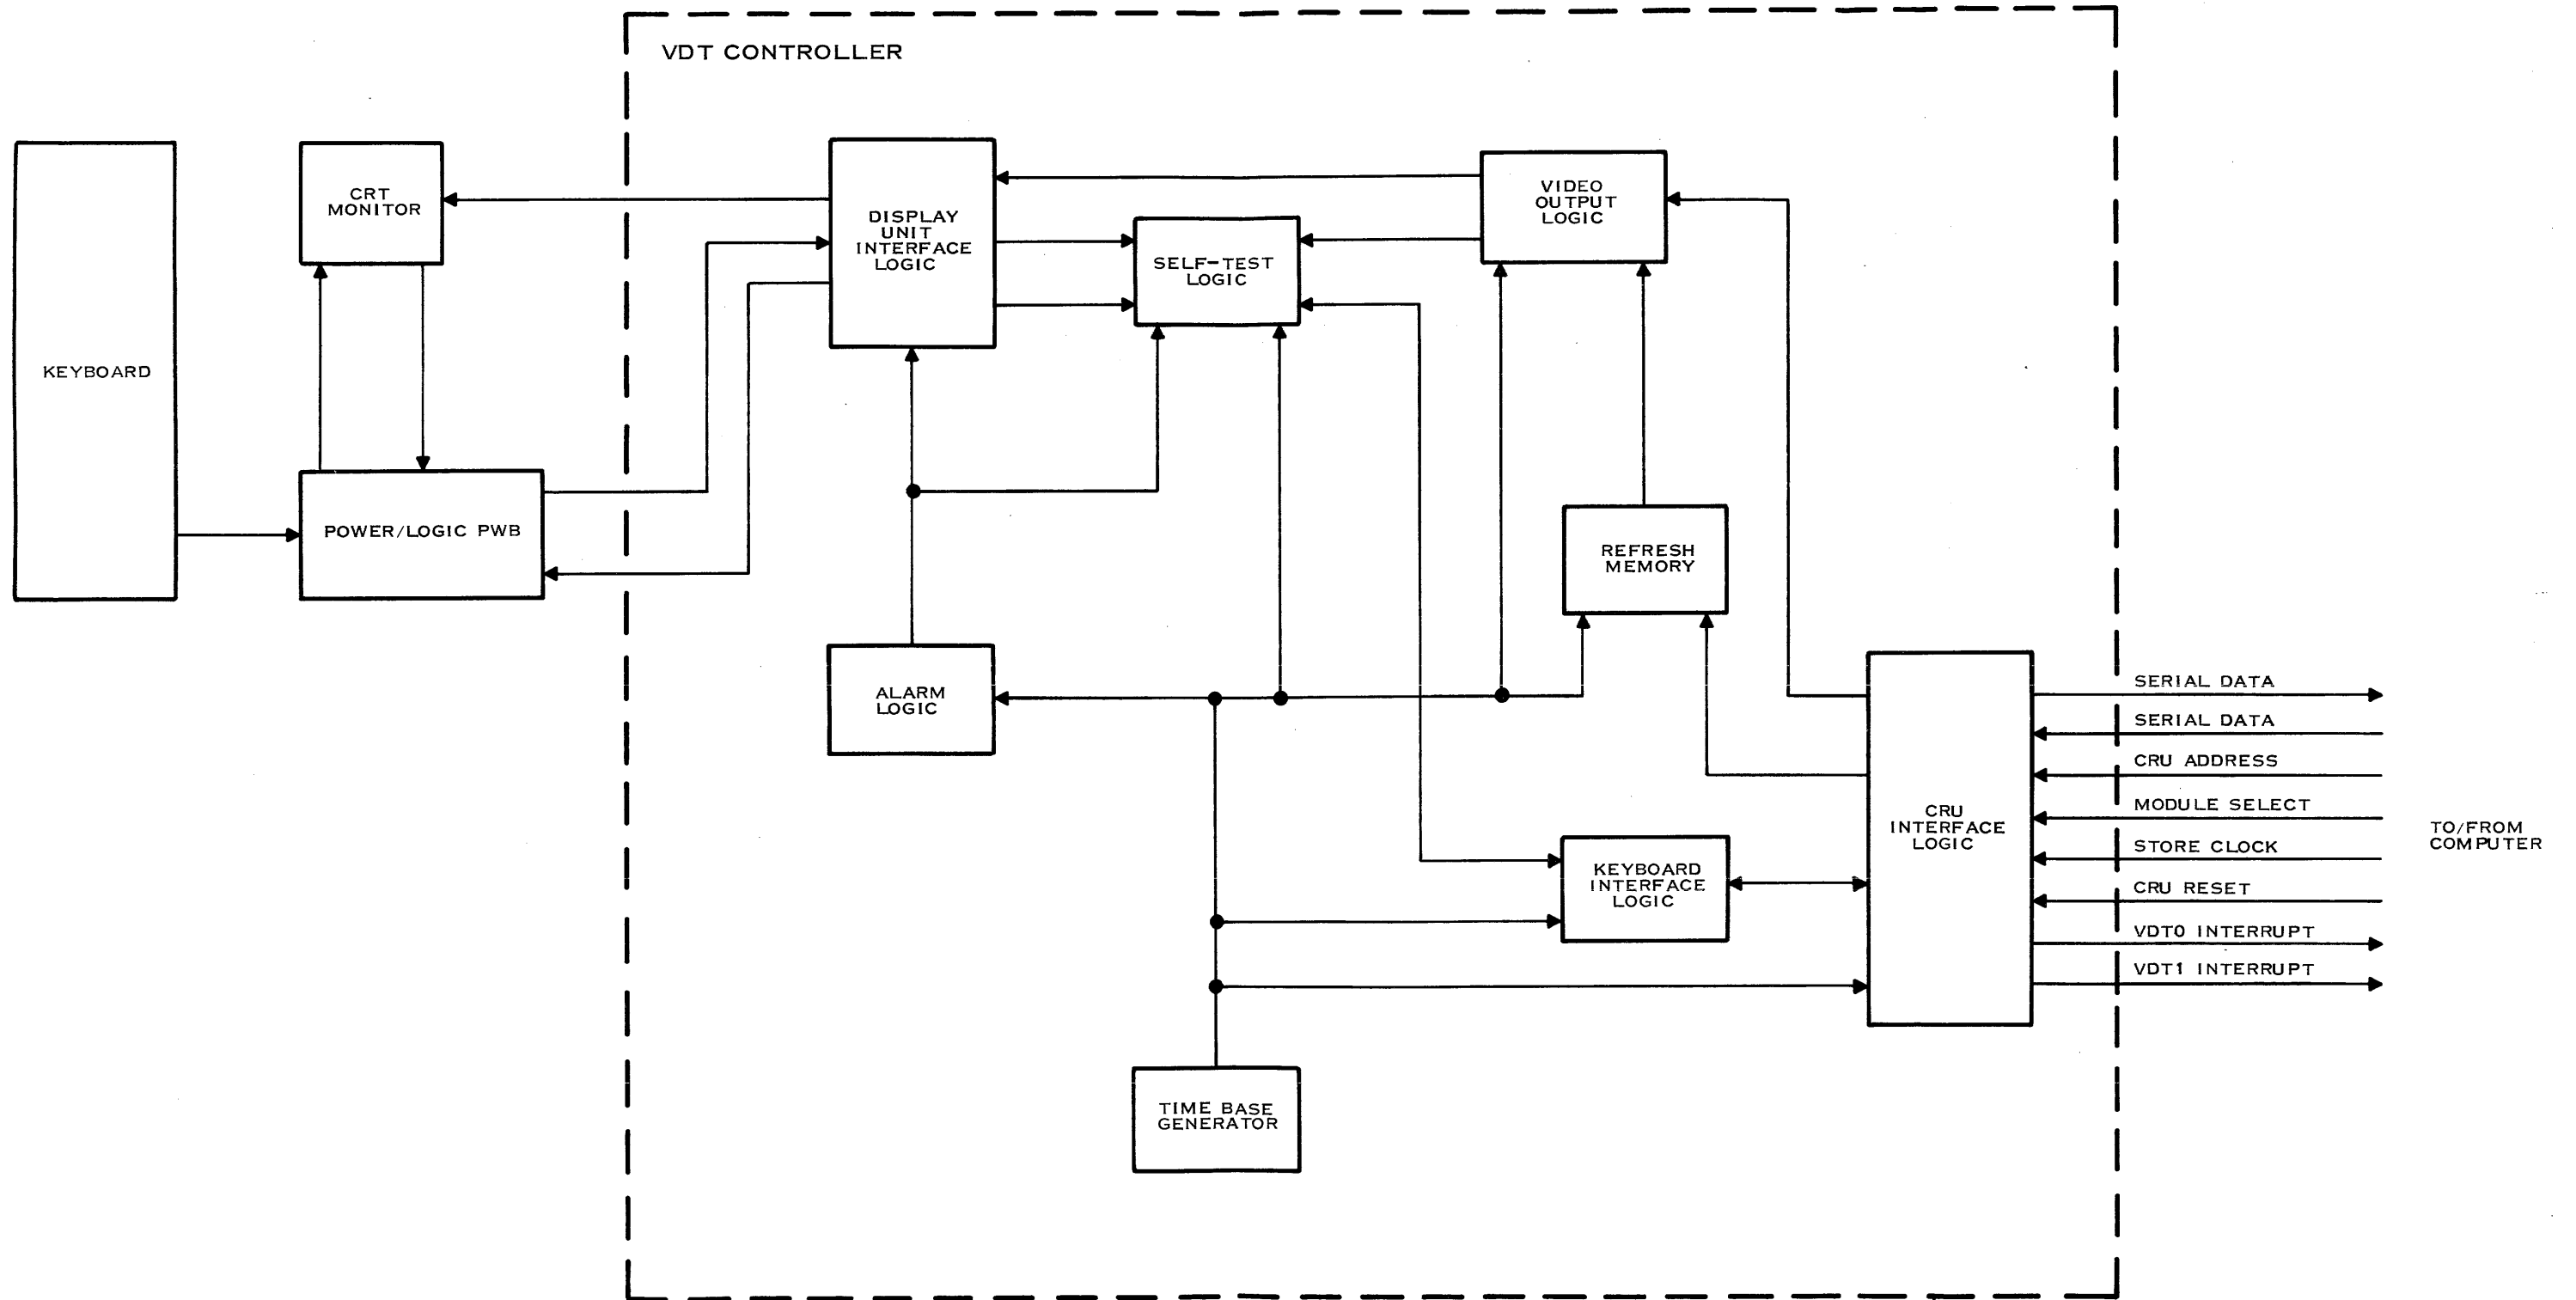 VDT CONTROLLER
KEYBOARD
CRT
MONITOR
POWER/LOGIC PWB
DISPLAY
UNIT
INTERFACE
LOGIC
SELF-TEST
LOGIC
VIDEO
OUTPUT
LOGIC
REFRESH
MEMORY
ALARM
LOGIC
KEYBOARD
INTERFACE
LOGIC
CRU
INTERFACE
LOGIC
TIME BASE
GENERATOR
SERIAL DATA
SERIAL DATA
CRU ADDRESS
MODULE SELECT
STORE CLOCK
CRU RESET
VDT0 INTERRUPT
VDT1 INTERRUPT
TO/FROM
COMPUTER